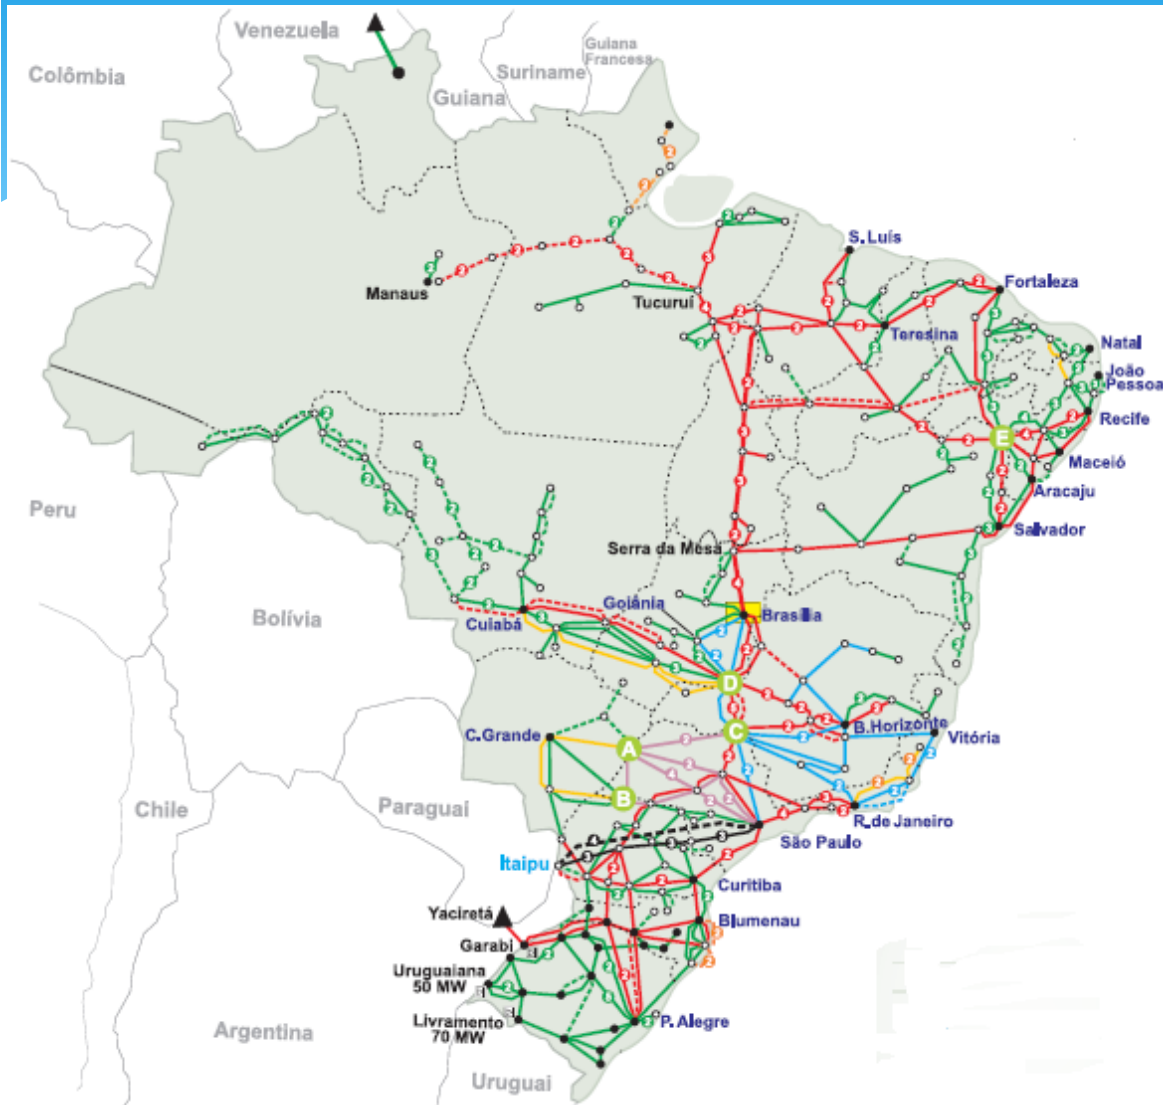 Venezuela
Guiana
Francesa
Colômbia
Suriname
Guiana
S.Luís
Manaus
Tucuruí
Fortaleza
Teresina
Natal
João
Pessoa
Recife
E
Maceió
Aracaju
Peru
Salvador
Serra da Mesa
Goiânia
Brasília
Bolívia
Cuiabá
D
C.Grande
A
C
B.Horizonte
Vitória
B
Chile
Paraguai
R.de Janeiro
São Paulo
Itaipu
Curitiba
Yaciretá
Blumenau
Garabi
Uruguaiana
50 MW
Livramento
70 MW
P.Alegre
Argentina
Uruguai